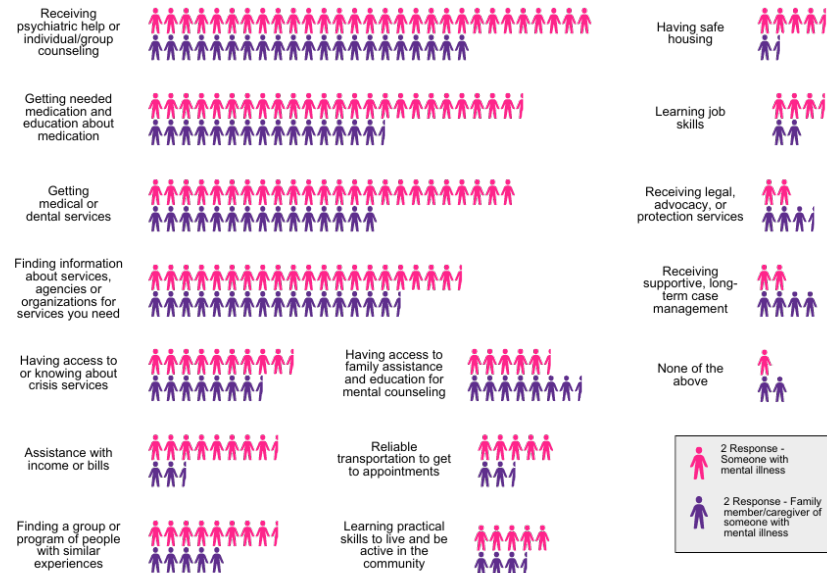 Receiving
psychiatric help or
individual/group
counseling
Having safe
housing
Getting needed
medication and
education about
medication
Learning job
skills
Getting
medical or
dental services
Receiving legal,
advocacy, or
protection services
Finding information
about services,
agencies or
organizations for
services you need
Receiving
supportive, long-
term case
management
Having access to
or knowing about
crisis services
Having access to
family assistance
and education for
mental counseling
None of the
above
Assistance with
income or bills
Reliable
transportation to get
to appointments
Finding a group or
program of people
with similar
experiences
Learning practical
skills to live and be
active in the
community
2 Response -
Someone with
mental illness
2 Response - Family
member/caregiver of
someone with
mental illness